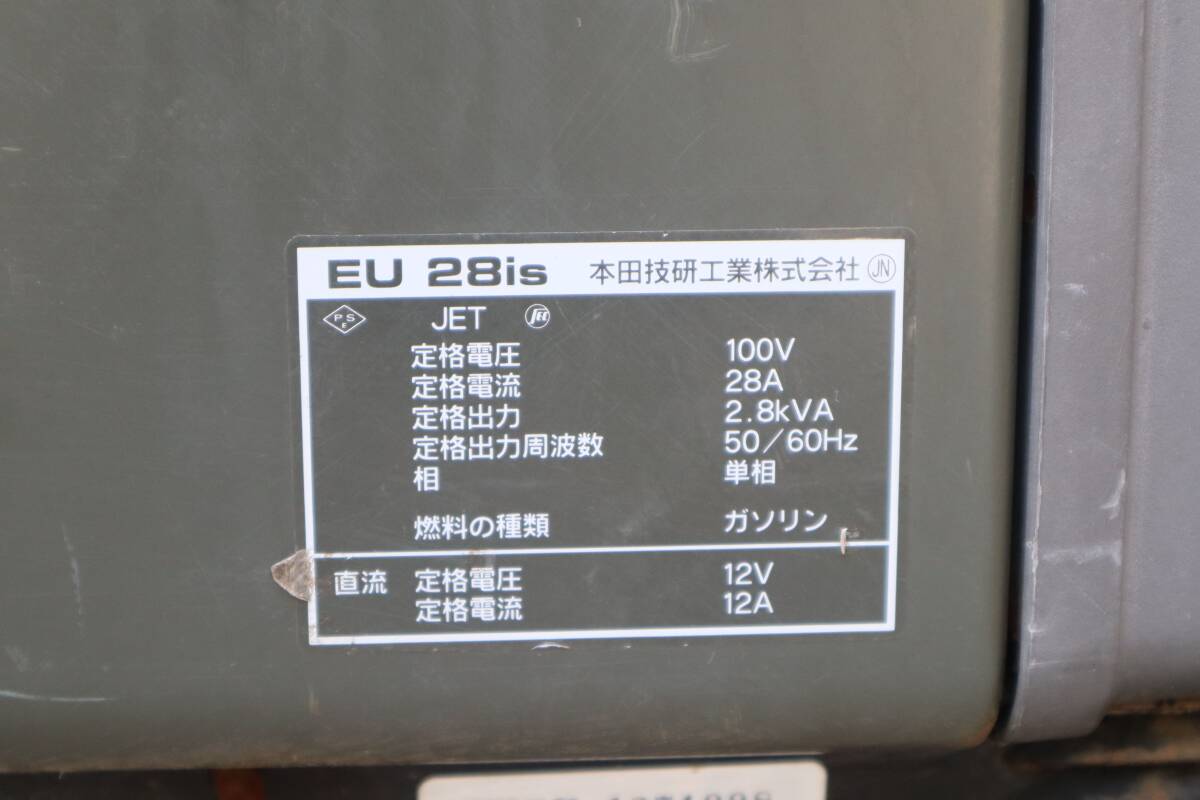 EU 28is 本田技研工業株式会社 JN
PSE JET JET
定格電圧 100V
定格電流 28A
定格出力 2.8kVA
定格出力周波数 50/60Hz
相 単相
燃料の種類 ガソリン
直流 定格電圧 12V
定格電流 12A